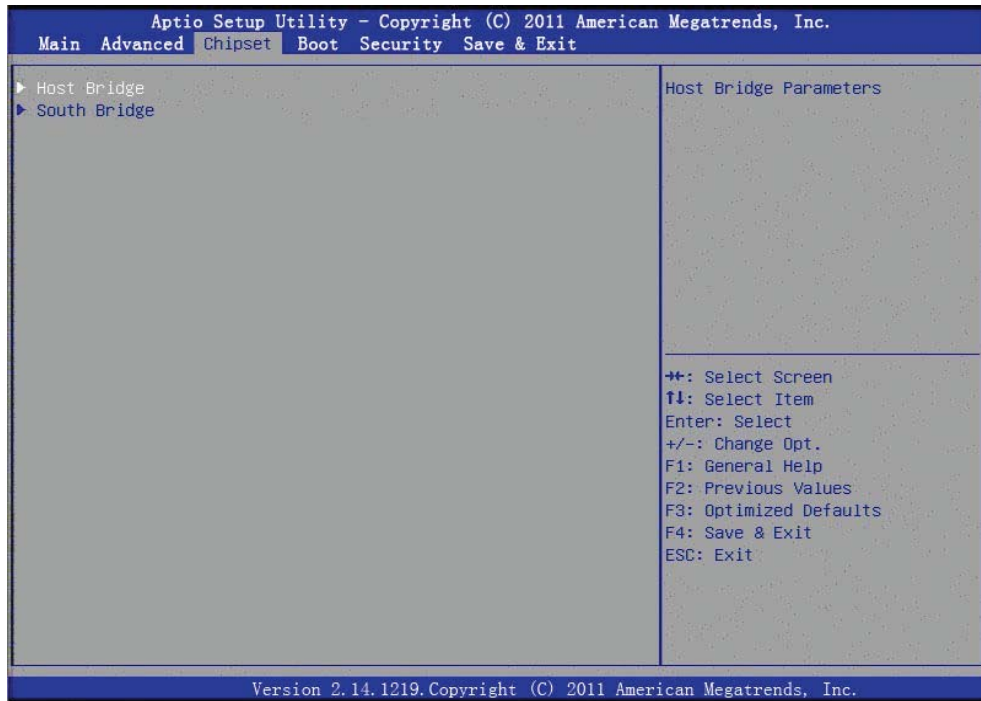 Aptio Setup Utility - Copyright (C) 2011 American Megatrends, Inc.
Main Advanced Chipset Boot Security Save & Exit
▶ Host Bridge
▶ South Bridge
Host Bridge Parameters
→←: Select Screen
↑↓: Select Item
Enter: Select
+/-: Change Opt.
F1: General Help
F2: Previous Values
F3: Optimized Defaults
F4: Save & Exit
ESC: Exit
Version 2.14.1219.Copyright (C) 2011 American Megatrends, Inc.